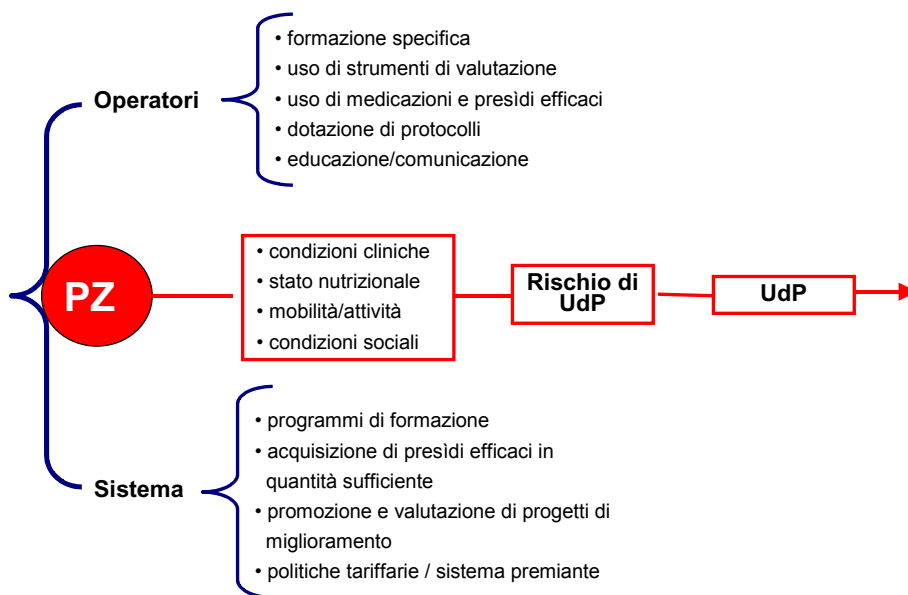 Operatori
• formazione specifica
• uso di strumenti di valutazione
• uso di medicazioni e presìdi efficaci
• dotazione di protocolli
• educazione/comunicazione
PZ
• condizioni cliniche
• stato nutrizionale
• mobilità/attività
• condizioni sociali
Rischio di
UdP
UdP
Sistema
• programmi di formazione
• acquisizione di presìdi efficaci in
quantità sufficiente
• promozione e valutazione di progetti di
miglioramento
• politiche tariffarie / sistema premiante